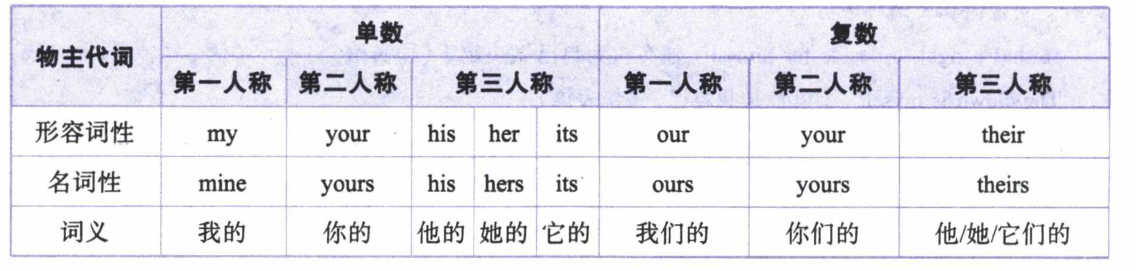 物主代词 单数 复数
第一人称 第二人称 第三人称 第一人称 第二人称 第三人称
形容词性 my your his her its our your their
名词性 mine yours his hers its ours yours theirs
词义 我的 你的 他的 她的 它的 我们的 你们的 他/她/它们的